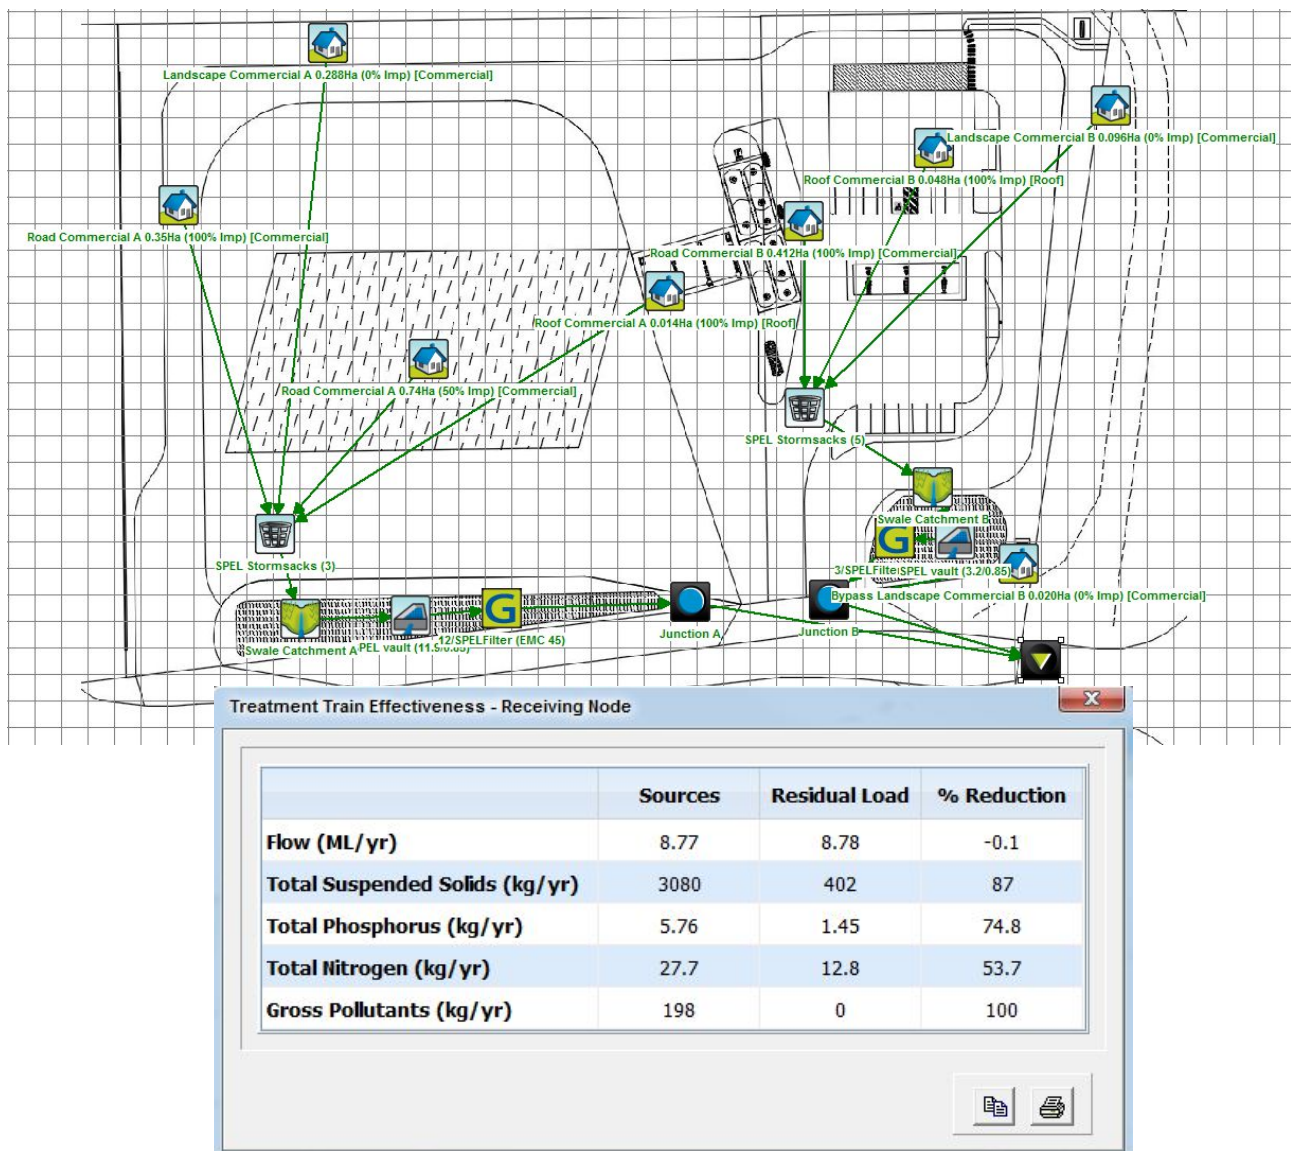 Landscape Commercial A 0.288Ha (0% Imp) [Commercial]
Landscape Commercial B 0.096Ha (0% Imp) [Commercial]
Roof Commercial B 0.048Ha (100% Imp) [Roof]
Road Commercial A 0.35Ha (100% Imp) [Commercial]
Road Commercial B 0.412Ha (100% Imp) [Commercial]
Roof Commercial A 0.014Ha (100% Imp) [Roof]
Road Commercial A 0.74Ha (50% Imp) [Commercial]
SPEL Stormsacks (5)
Swale Catchment B
SPEL Stormsacks (3)
3/SPELFilter
SPEL vault (3.2/0.85)
Bypass Landscape Commercial B 0.020Ha (0% Imp) [Commercial]
Junction A
Junction B
Swale Catchment A
PEL vault
12/SPELFilter (EMC 45)
Treatment Train Effectiveness - Receiving Node
Sources Residual Load % Reduction
Flow (ML/yr) 8.77 8.78 -0.1
Total Suspended Solids (kg/yr) 3080 402 87
Total Phosphorus (kg/yr) 5.76 1.45 74.8
Total Nitrogen (kg/yr) 27.7 12.8 53.7
Gross Pollutants (kg/yr) 198 0 100